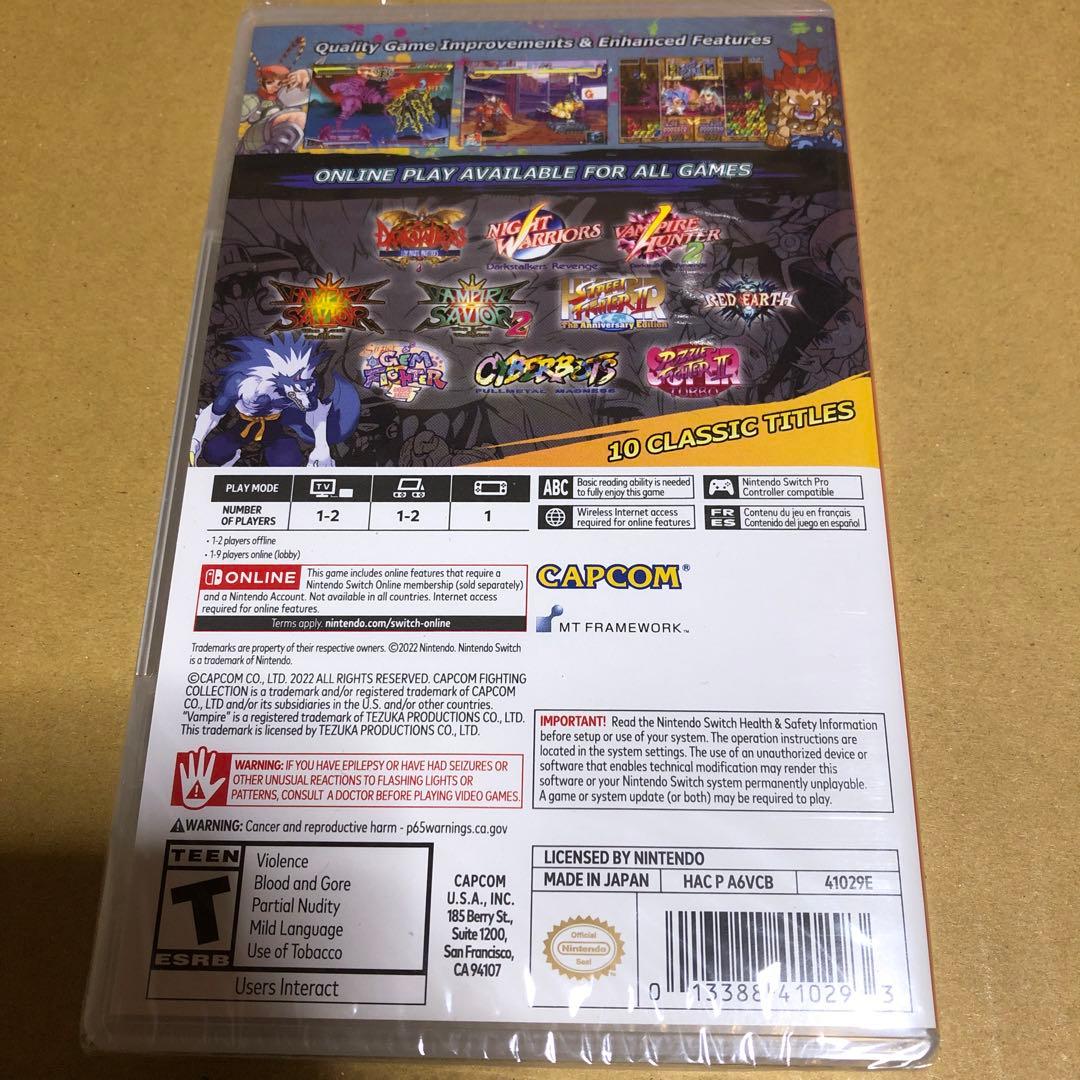 Quality Game Improvements & Enhanced Features
ONLINE PLAY AVAILABLE FOR ALL GAMES
DARKSTALKERS
NIGHT WARRIORS
Darkstalkers' Revenge
VAMPIRE HUNTER 2
VAMPIRE SAVIOR
VAMPIRE SAVIOR 2
STREET FIGHTER II
The Anniversary Edition
RED EARTH
SUPER GEM FIGHTER
CYBERBOTS
FULLMETAL MADNESS
SUPER PUZZLE FIGHTER II TURBO
10 CLASSIC TITLES
PLAY MODE
TV
NUMBER OF PLAYERS
1-2
1-2
1
ABC
Basic reading ability is needed
to fully enjoy this game
Nintendo Switch Pro
Controller compatible
Wireless Internet access
required for online features
FR
ES
Contenu du jeu en français
Contenido del juego en español
• 1-2 players offline
• 1-9 players online (lobby)
ONLINE
This game includes online features that require a
Nintendo Switch Online membership (sold separately)
and a Nintendo Account. Not available in all countries. Internet access
required for online features.
Terms apply. nintendo.com/switch-online
CAPCOM®
MT FRAMEWORK™
Trademarks are property of their respective owners. ©2022 Nintendo. Nintendo Switch
is a trademark of Nintendo.
©CAPCOM CO., LTD. 2022 ALL RIGHTS RESERVED. CAPCOM FIGHTING
COLLECTION is a trademark and/or registered trademark of CAPCOM
CO., LTD and/or its subsidiaries in the U.S. and/or other countries.
"Vampire" is a registered trademark of TEZUKA PRODUCTIONS CO., LTD.
This trademark is licensed by TEZUKA PRODUCTIONS CO., LTD.
WARNING: IF YOU HAVE EPILEPSY OR HAVE HAD SEIZURES OR
OTHER UNUSUAL REACTIONS TO FLASHING LIGHTS OR
PATTERNS, CONSULT A DOCTOR BEFORE PLAYING VIDEO GAMES.
IMPORTANT! Read the Nintendo Switch Health & Safety Information
before setup or use of your system. The operation instructions are
located in the system settings. The use of an unauthorized device or
software that enables technical modification may render this
software or your Nintendo Switch system permanently unplayable.
A game or system update (or both) may be required to play.
WARNING: Cancer and reproductive harm - p65warnings.ca.gov
TEEN
T
ESRB
Violence
Blood and Gore
Partial Nudity
Mild Language
Use of Tobacco
Users Interact
CAPCOM
U.S.A., INC.
185 Berry St.,
Suite 1200,
San Francisco,
CA 94107
LICENSED BY NINTENDO
MADE IN JAPAN
HAC P A6VCB
41029E
Official
Nintendo
Seal
0 13388 41029 3